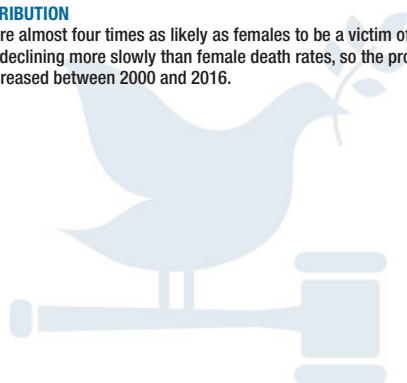 RIBUTION
re almost four times as likely as females to be a victim of
declining more slowly than female death rates, so the pro
reased between 2000 and 2016.